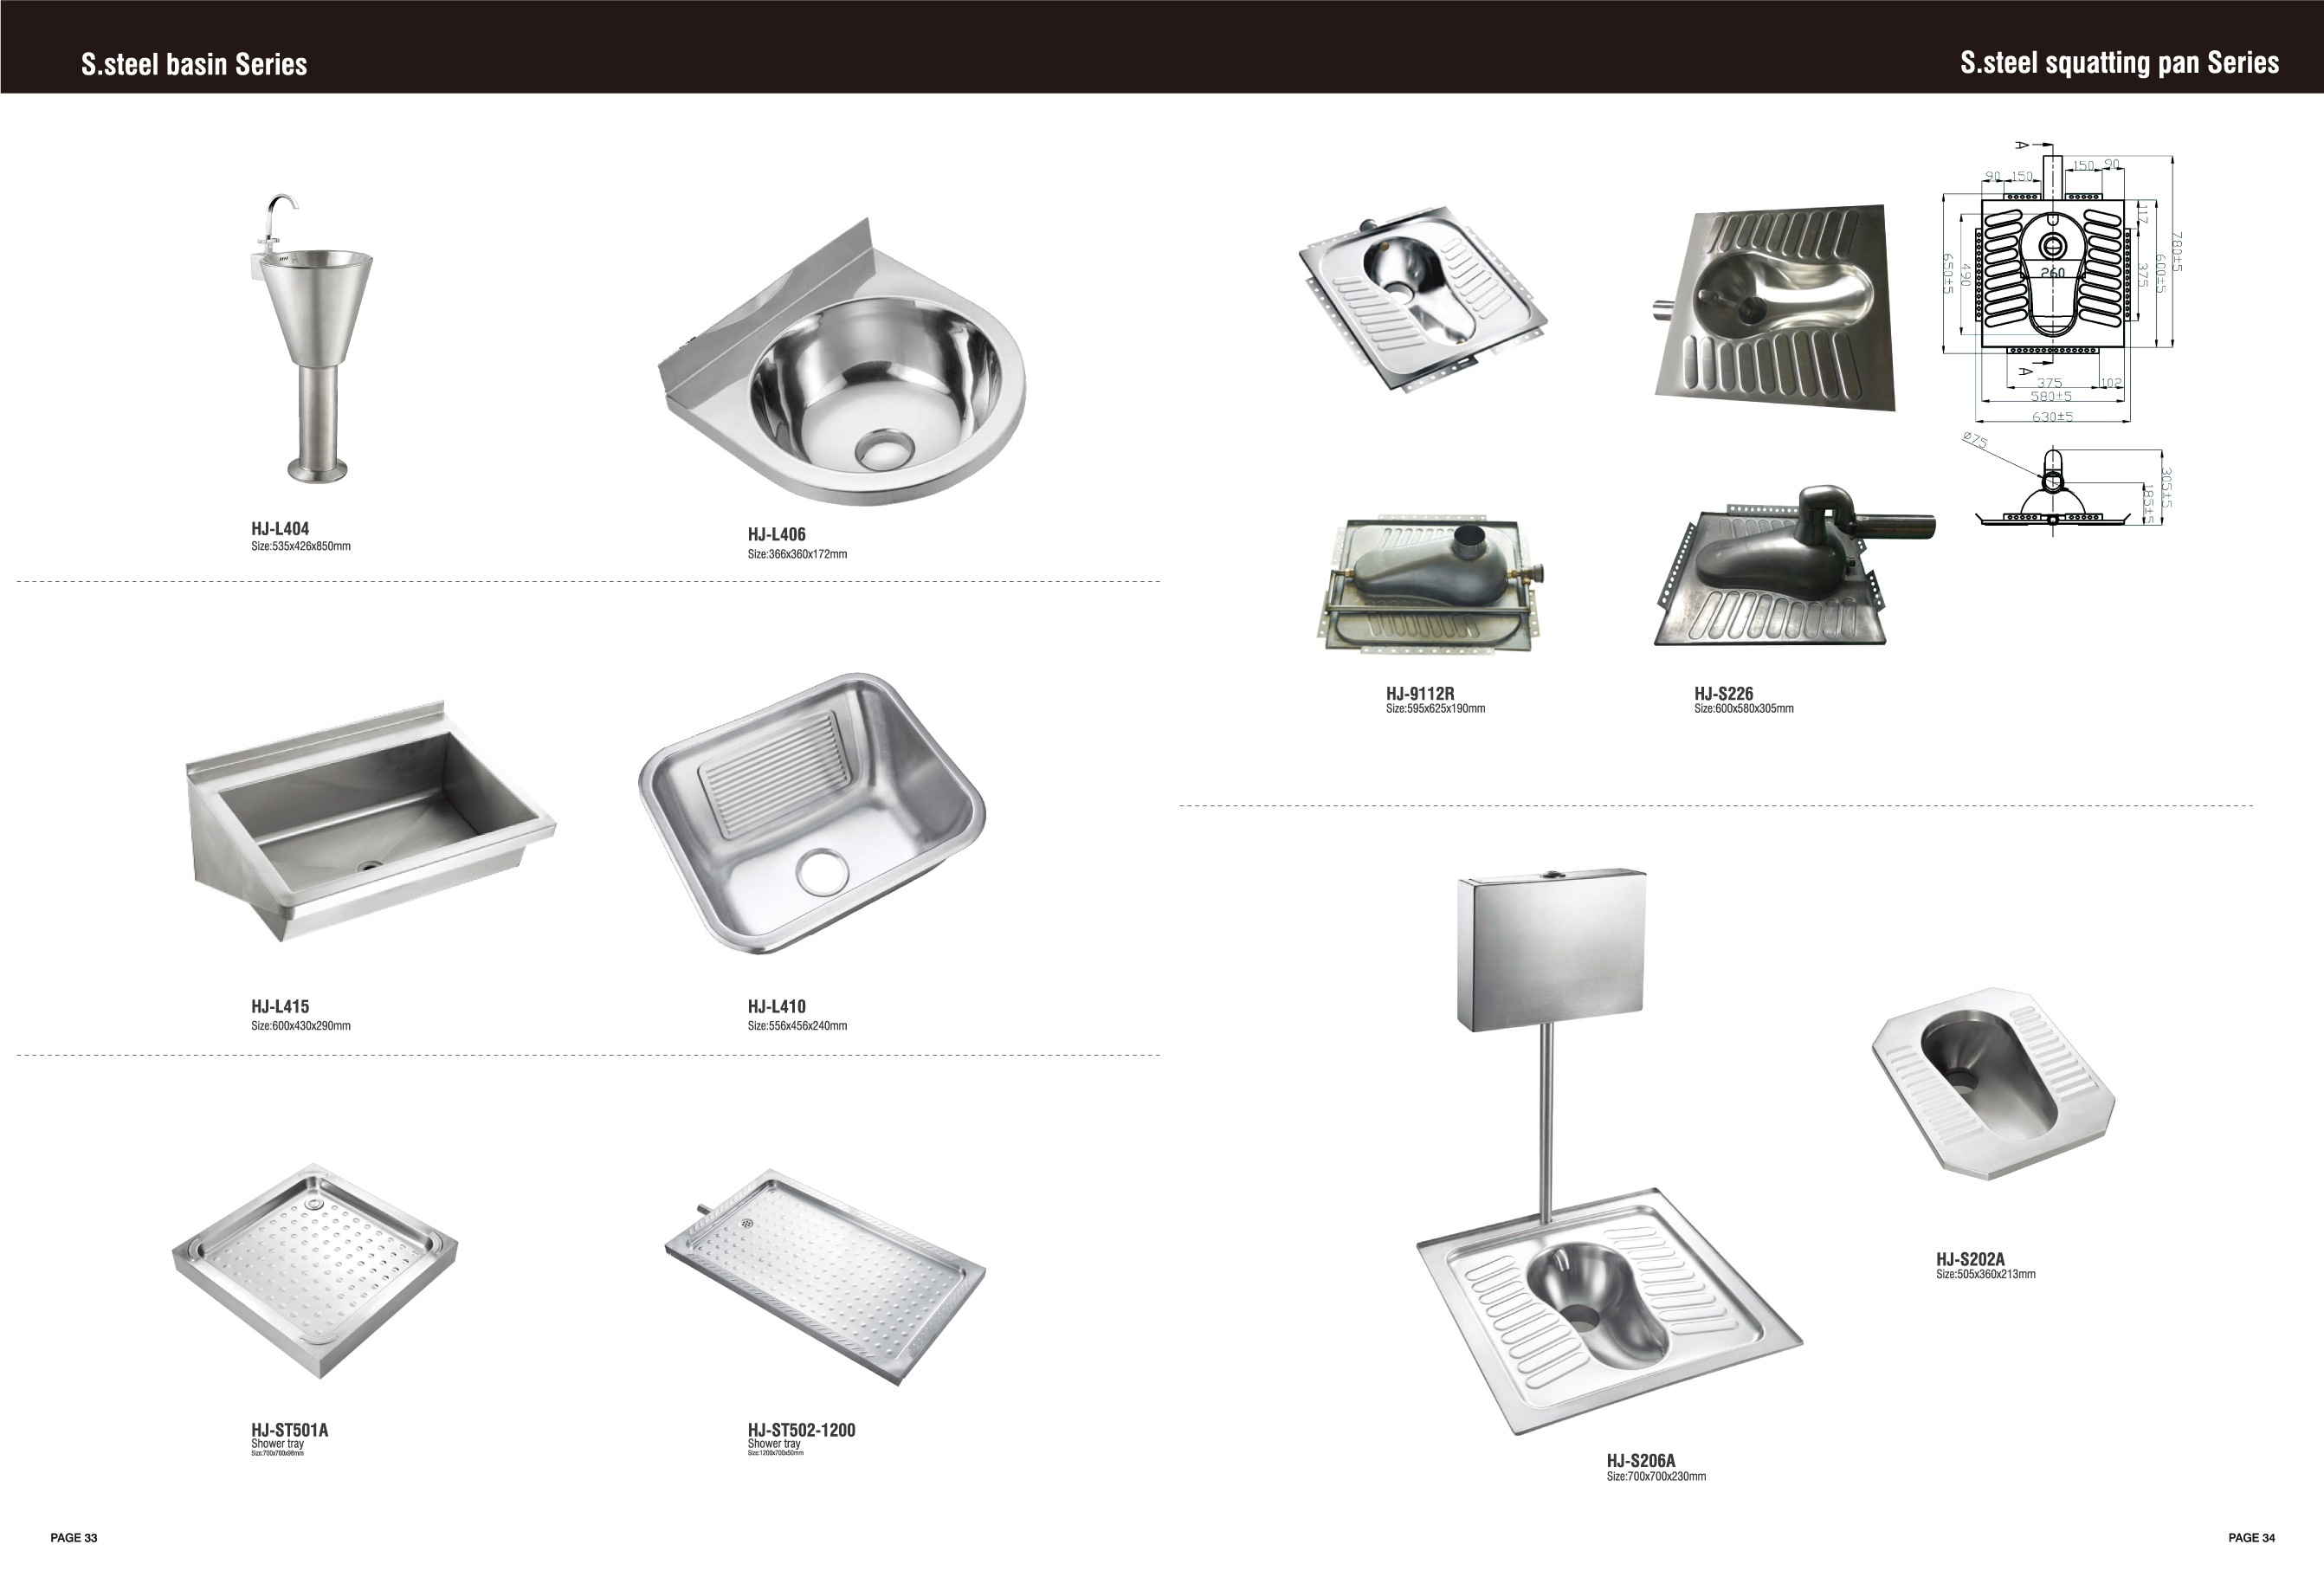 S.steel basin Series
HJ-L404
Size:535x426x850mm
HJ-L406
Size:366x360x172mm
HJ-L415
Size:600x430x290mm
HJ-L410
Size:556x456x240mm
HJ-ST501A
Shower tray
Size:700x700x98mm
HJ-ST502-1200
Shower tray
Size:1200x700x50mm
PAGE 33
S.steel squatting pan Series
A
90
150
150
90
117
780±5
650±5
490
260
375
600±5
A
375
102
580±5
630±5
ø75
305±5
185±5
HJ-9112R
Size:595x625x190mm
HJ-S226
Size:600x580x305mm
HJ-S202A
Size:505x360x213mm
HJ-S206A
Size:700x700x230mm
PAGE 34